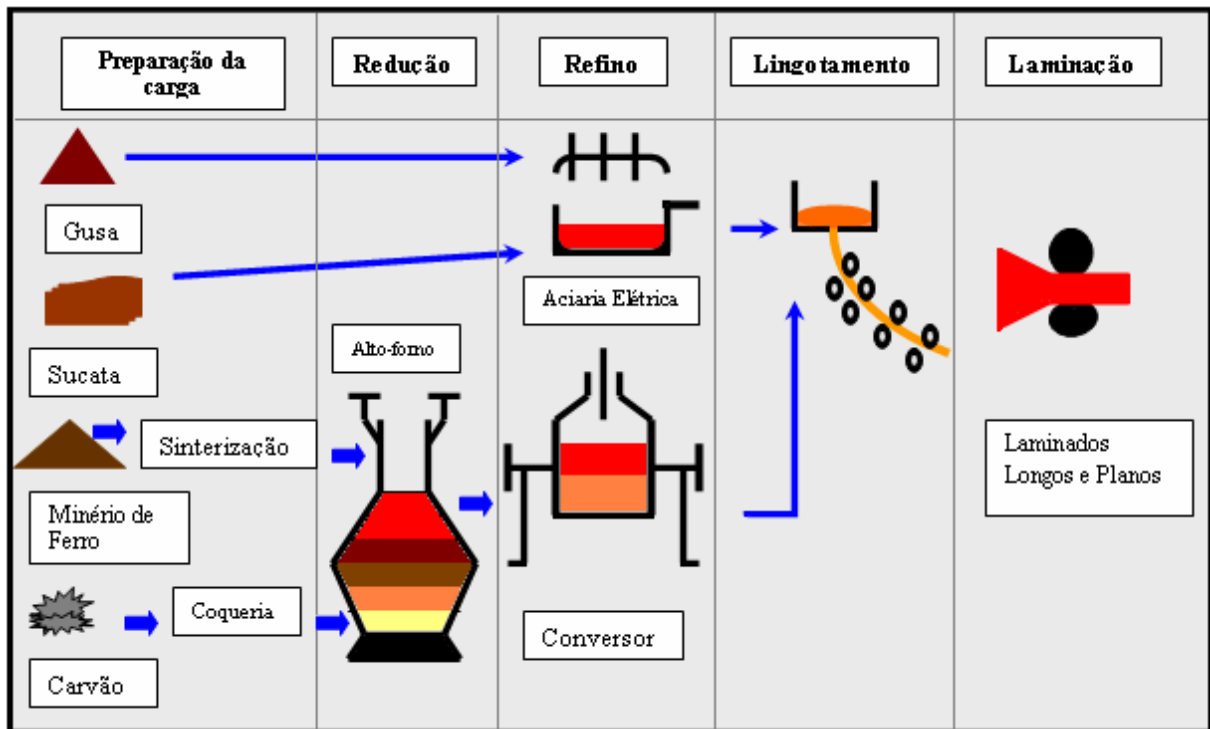 Preparação da
carga
Redução
Refino
Lingotamento
Laminação
Gusa
Sucata
Sinterização
Minério de
Ferro
Coqueria
Carvão
Alto-forno
Aciaria Elétrica
Conversor
Laminados
Longos e Planos